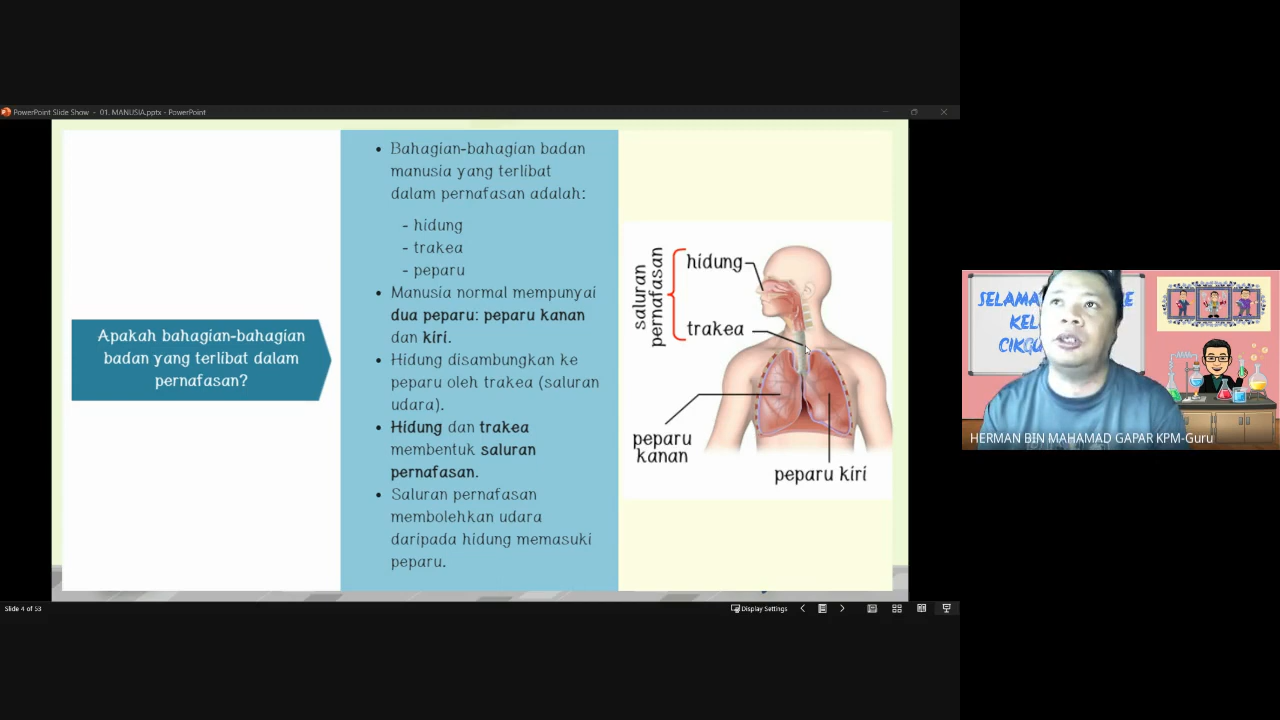 PowerPoint Slide Show - 01. MANUSIA.pptx - PowerPoint
Apakah bahagian-bahagian
badan yang terlibat dalam
pernafasan?
• Bahagian-bahagian badan
manusia yang terlibat
dalam pernafasan adalah:
- hidung
- trakea
- peparu
• Manusia normal mempunyai
dua peparu: peparu kanan
dan kiri.
• Hidung disambungkan ke
peparu oleh trakea (saluran
udara).
• Hidung dan trakea
membentuk saluran
pernafasan.
• Saluran pernafasan
membolehkan udara
daripada hidung memasuki
peparu.
saluran
pernafasan
hidung
trakea
peparu
kanan
peparu kiri
HERMAN BIN MAHAMAD GAPAR KPM-Guru
Slide 4 of 53
Display Settings